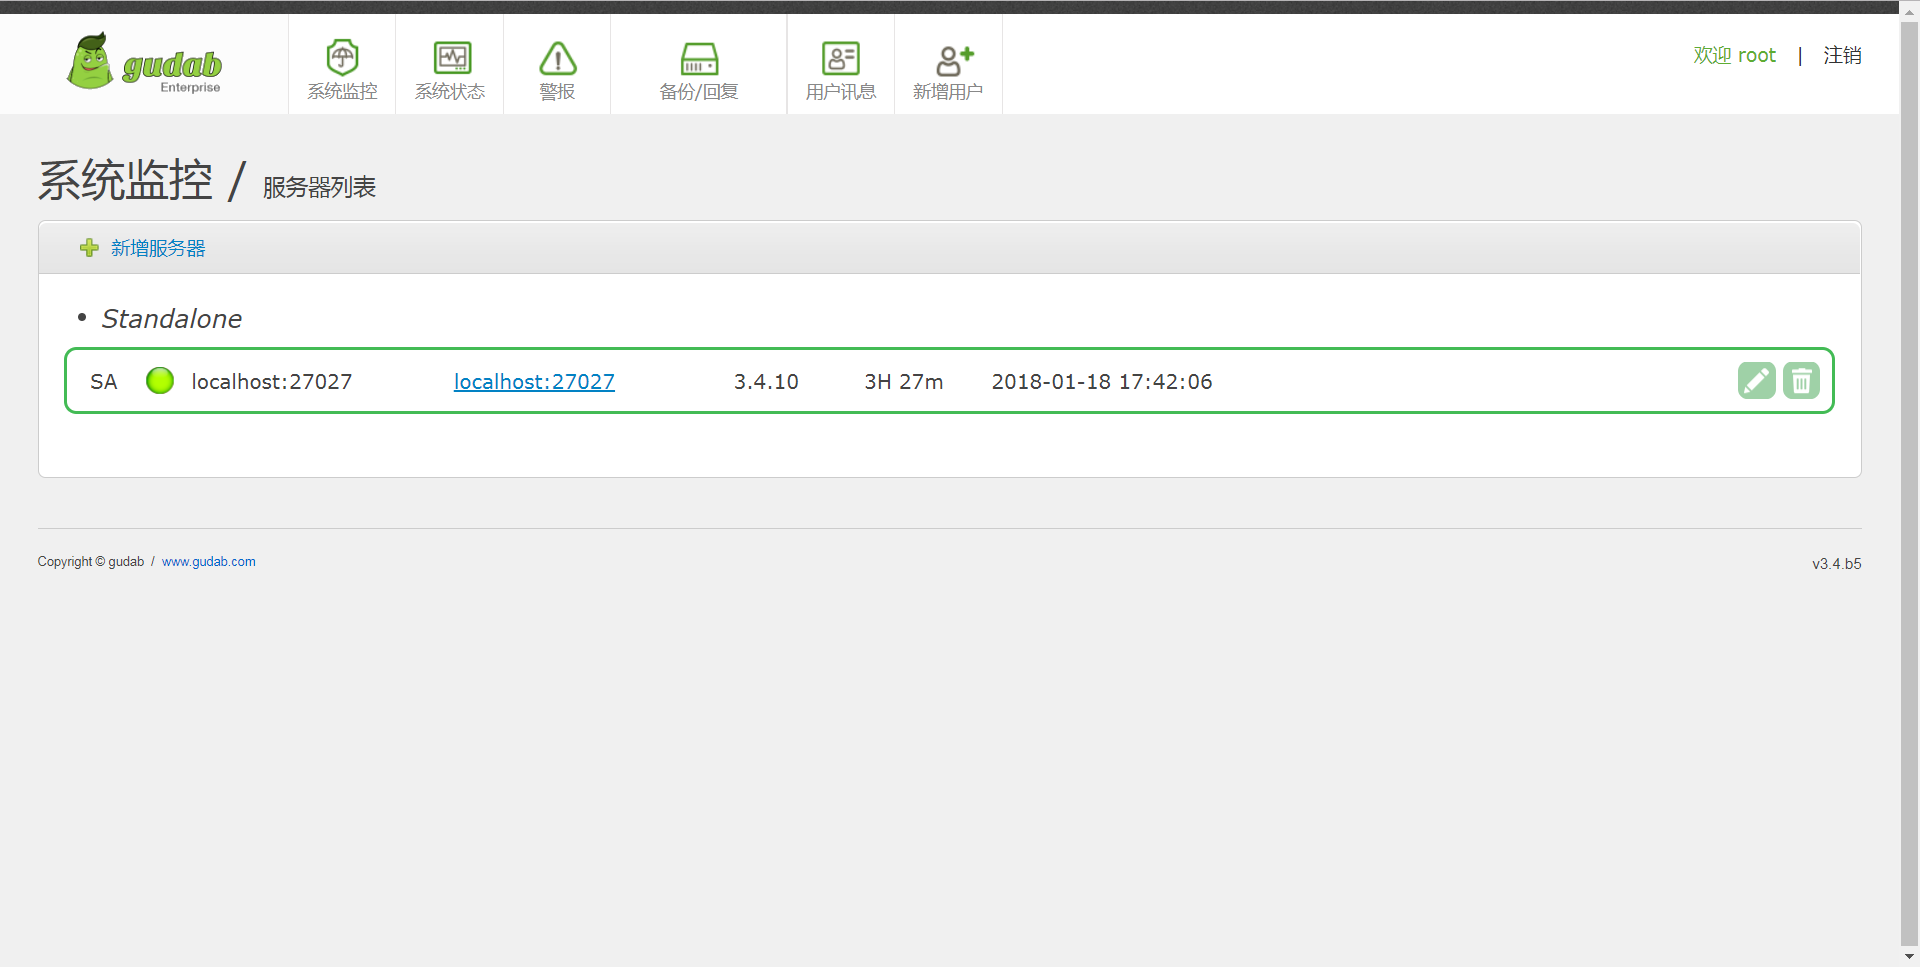 gudab
Enterprise
系统监控
系统状态
警报
备份/回复
用户讯息
新增用户
欢迎 root | 注销
系统监控 / 服务器列表
新增服务器
• Standalone
SA localhost:27027 localhost:27027 3.4.10 3H 27m 2018-01-18 17:42:06
Copyright © gudab / www.gudab.com
v3.4.b5